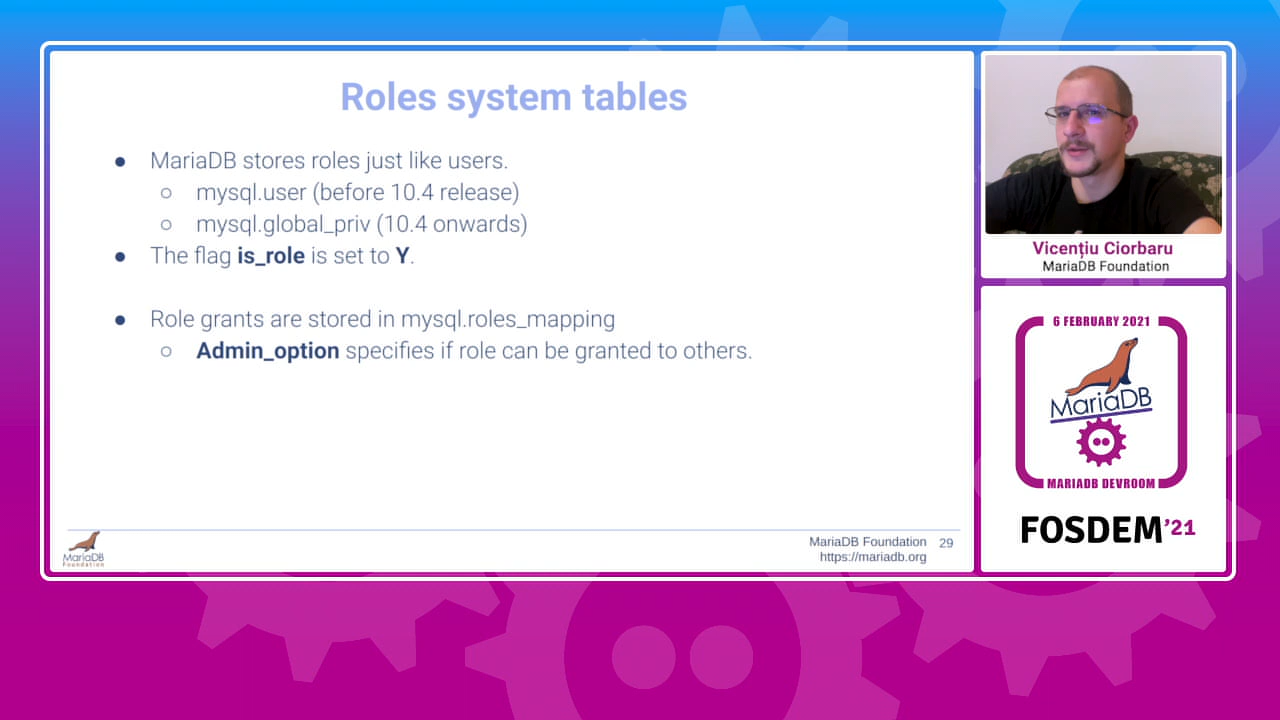 Roles system tables
● MariaDB stores roles just like users.
○ mysql.user (before 10.4 release)
○ mysql.global_priv (10.4 onwards)
● The flag is_role is set to Y.
● Role grants are stored in mysql.roles_mapping
○ Admin_option specifies if role can be granted to others.
MariaDB Foundation
MariaDB Foundation 29
https://mariadb.org
Vicențiu Ciorbaru
MariaDB Foundation
6 FEBRUARY 2021
MariaDB
MARIADB DEVROOM
FOSDEM'21